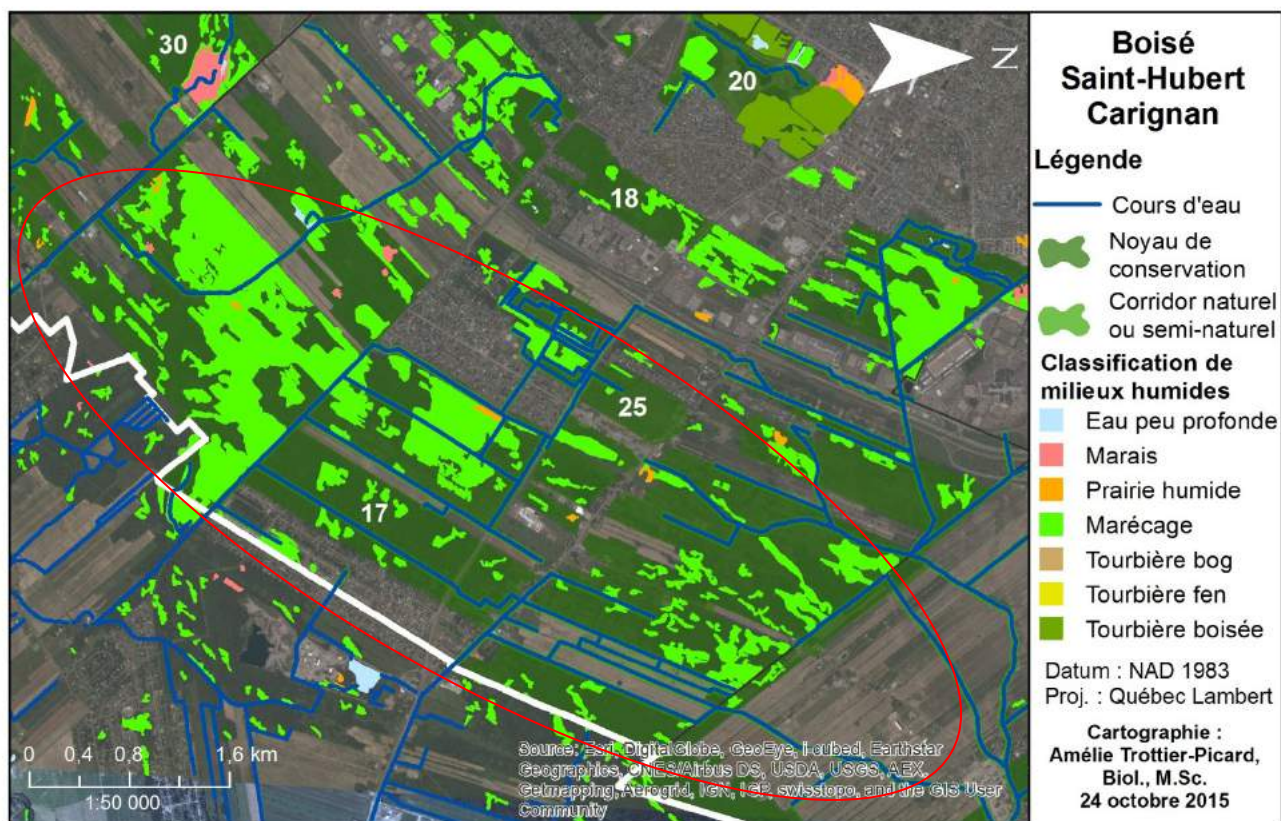 30
20
18
25
17
N
0 0,4 0,8 1,6 km
1:50 000
Source: Esri, DigitalGlobe, GeoEye, i-cubed, Earthstar
Geographics, CNES/Airbus DS, USDA, USGS, AEX,
Getmapping, Aerogrid, IGN, IGP, swisstopo, and the GIS User
Community
Boisé
Saint-Hubert
Carignan
Légende
Cours d'eau
Noyau de
conservation
Corridor naturel
ou semi-naturel
Classification de
milieux humides
Eau peu profonde
Marais
Prairie humide
Marécage
Tourbière bog
Tourbière fen
Tourbière boisée
Datum : NAD 1983
Proj. : Québec Lambert
Cartographie :
Amélie Trottier-Picard,
Biol., M.Sc.
24 octobre 2015